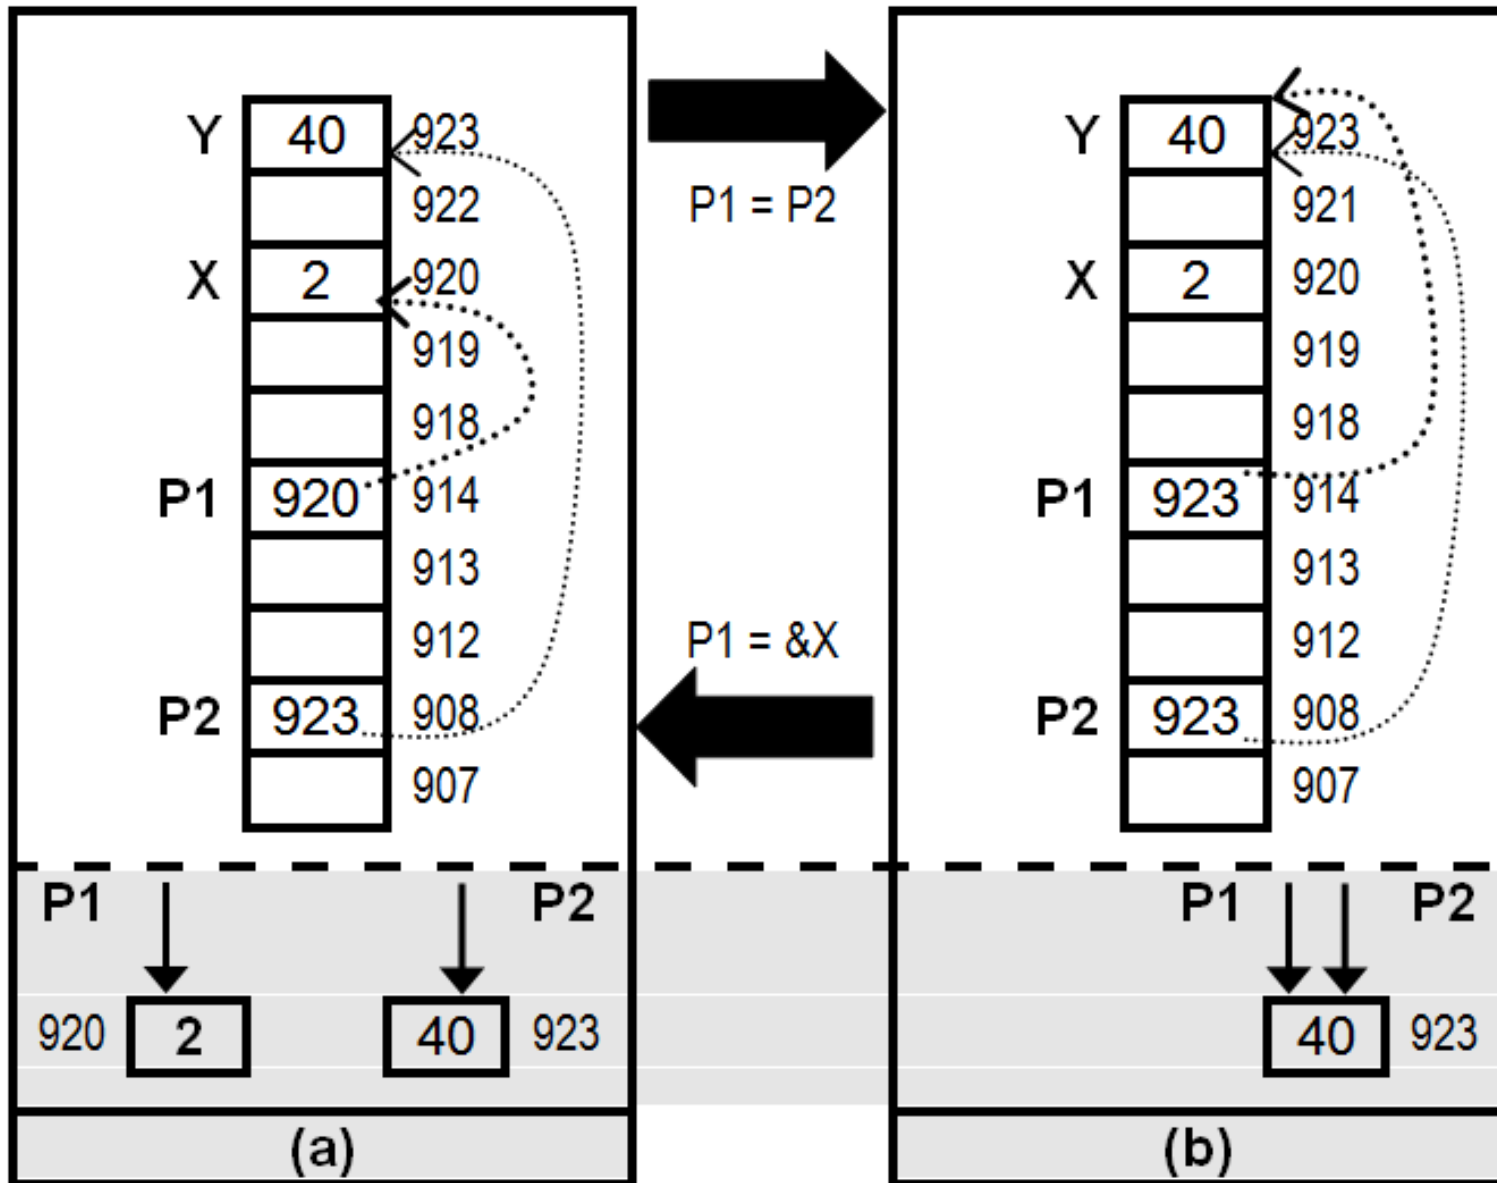 Y 40 923
922
X 2 920
919
918
P1 920 914
913
912
P2 923 908
907
P1 = P2
P1 = &X
Y 40 923
921
X 2 920
919
918
P1 923 914
913
912
P2 923 908
907
P1 P2
920 2 40 923
(a)
P1 P2
40 923
(b)